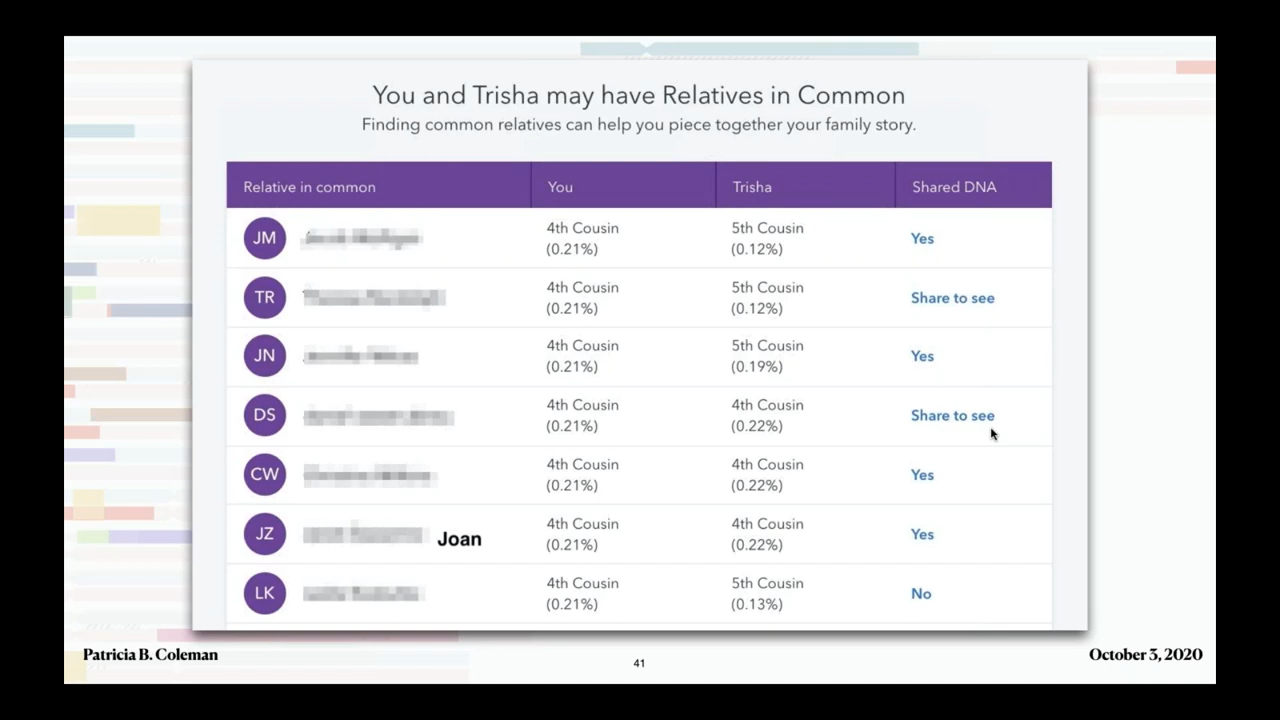 You and Trisha may have Relatives in Common
Finding common relatives can help you piece together your family story.
Relative in common You Trisha Shared DNA
JM 4th Cousin (0.21%) 5th Cousin (0.12%) Yes
TR 4th Cousin (0.21%) 5th Cousin (0.12%) Share to see
JN 4th Cousin (0.21%) 5th Cousin (0.19%) Yes
DS 4th Cousin (0.21%) 4th Cousin (0.22%) Share to see
CW 4th Cousin (0.21%) 4th Cousin (0.22%) Yes
JZ Joan 4th Cousin (0.21%) 4th Cousin (0.22%) Yes
LK 4th Cousin (0.21%) 5th Cousin (0.13%) No
Patricia B. Coleman 41 October 3, 2020